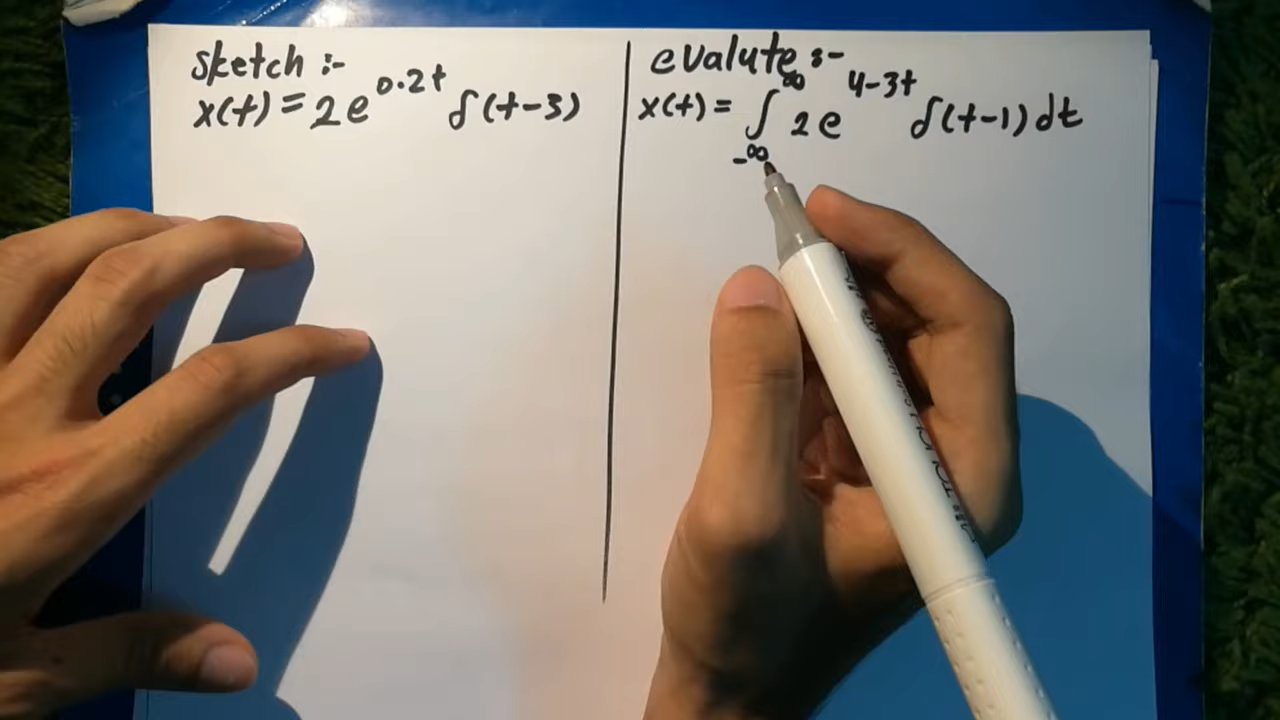 sketch :-
x(t) = 2e^0.2t δ(t-3)
evalute :-
x(t) = ∫_-∞^∞ 2e^4-3t δ(t-1) dt